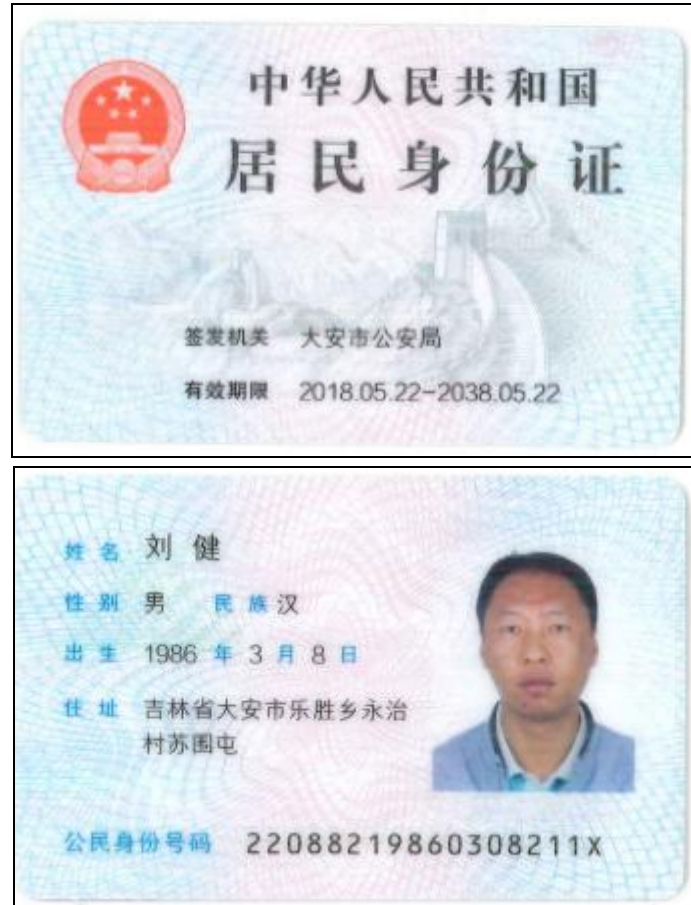 中华人民共和国
居民身份证
签发机关 大安市公安局
有效期限 2018.05.22-2038.05.22
姓名 刘健
性别 男 民族 汉
出生 1986 年 3 月 8 日
住址 吉林省大安市乐胜乡永治
村苏围屯
公民身份号码 22088219860308211X